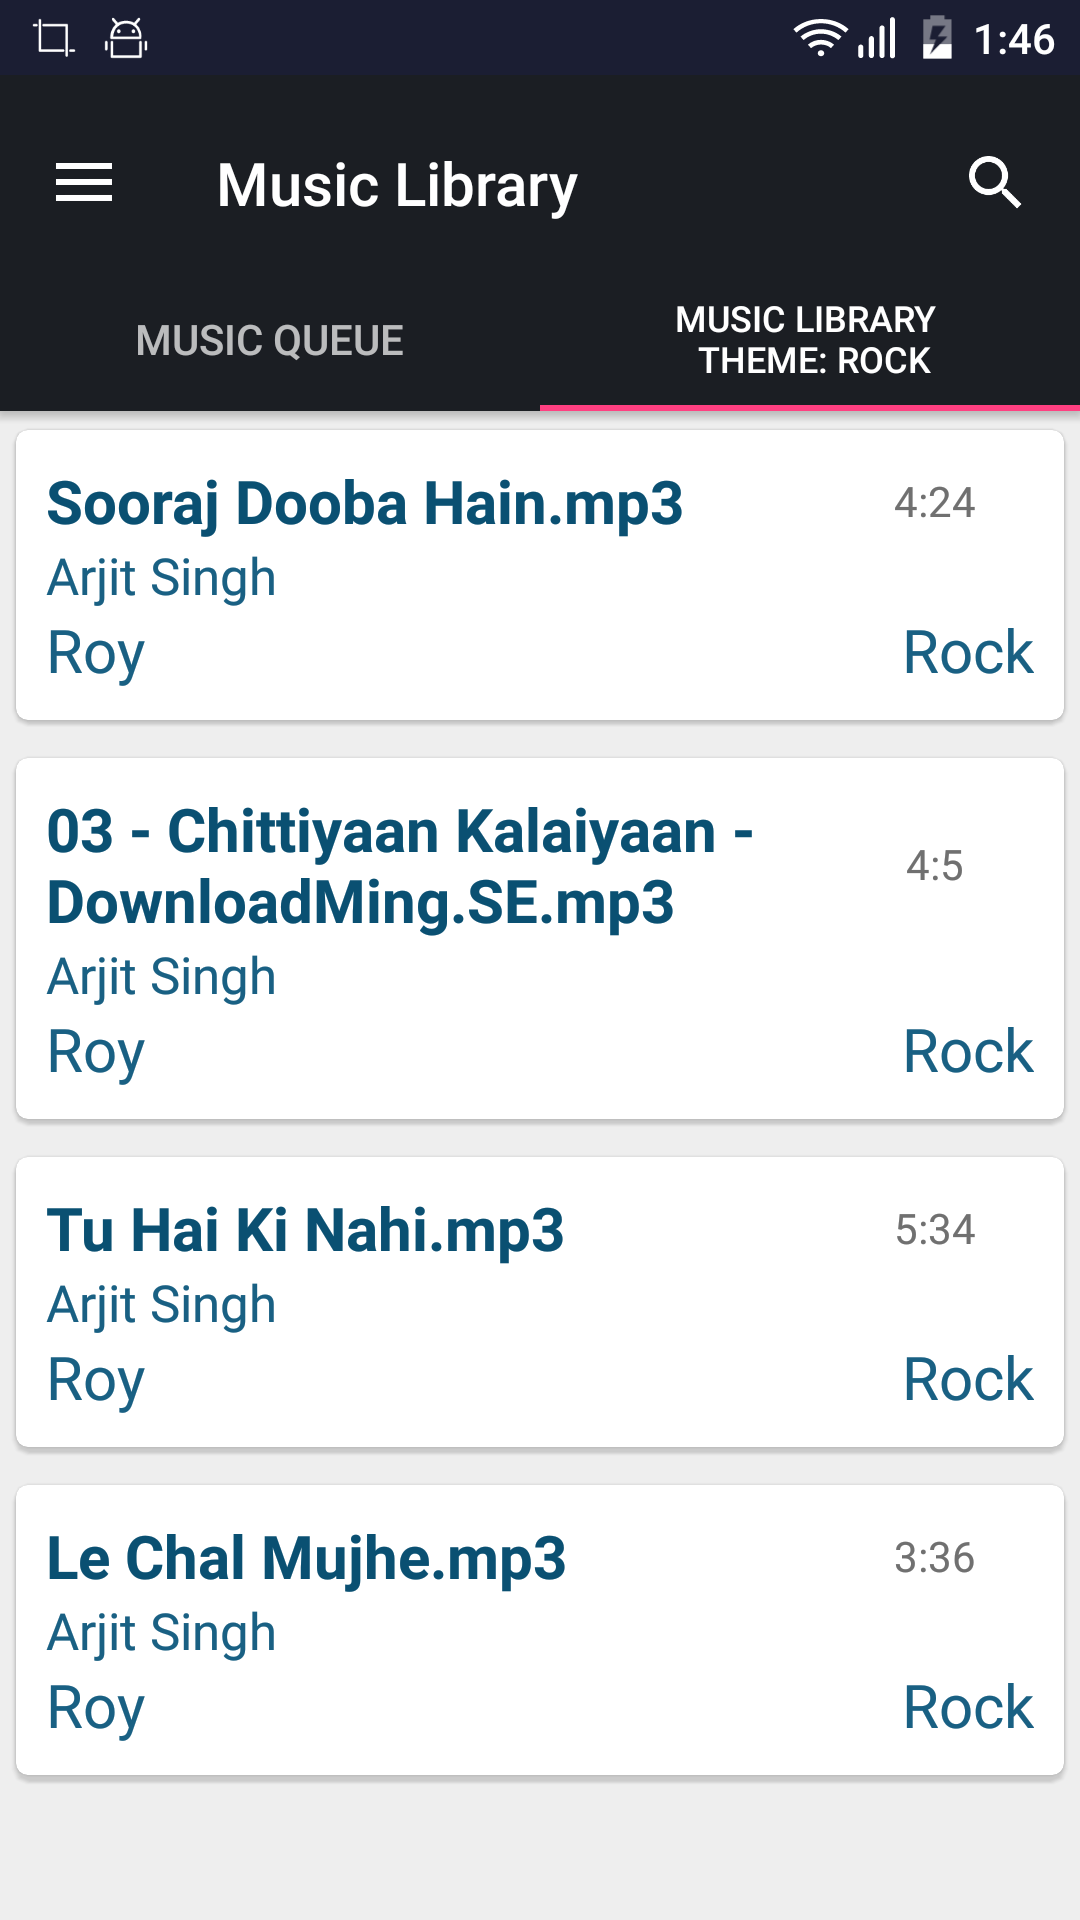 1:46
Music Library
MUSIC QUEUE
MUSIC LIBRARY
THEME: ROCK
Sooraj Dooba Hain.mp3 4:24
Arjit Singh
Roy Rock
03 - Chittiyaan Kalaiyaan -
DownloadMing.SE.mp3 4:5
Arjit Singh
Roy Rock
Tu Hai Ki Nahi.mp3 5:34
Arjit Singh
Roy Rock
Le Chal Mujhe.mp3 3:36
Arjit Singh
Roy Rock